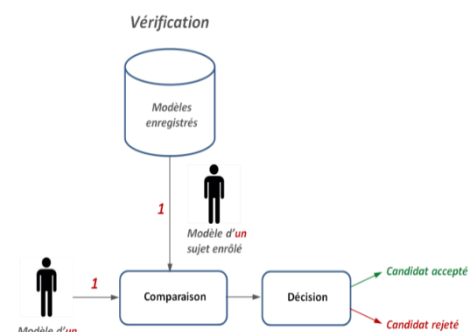 Vérification
Modèles
enregistrés
1
Modèle d'un
sujet enrôlé
1
Comparaison
Décision
Candidat accepté
Candidat rejeté
Modèle d'un